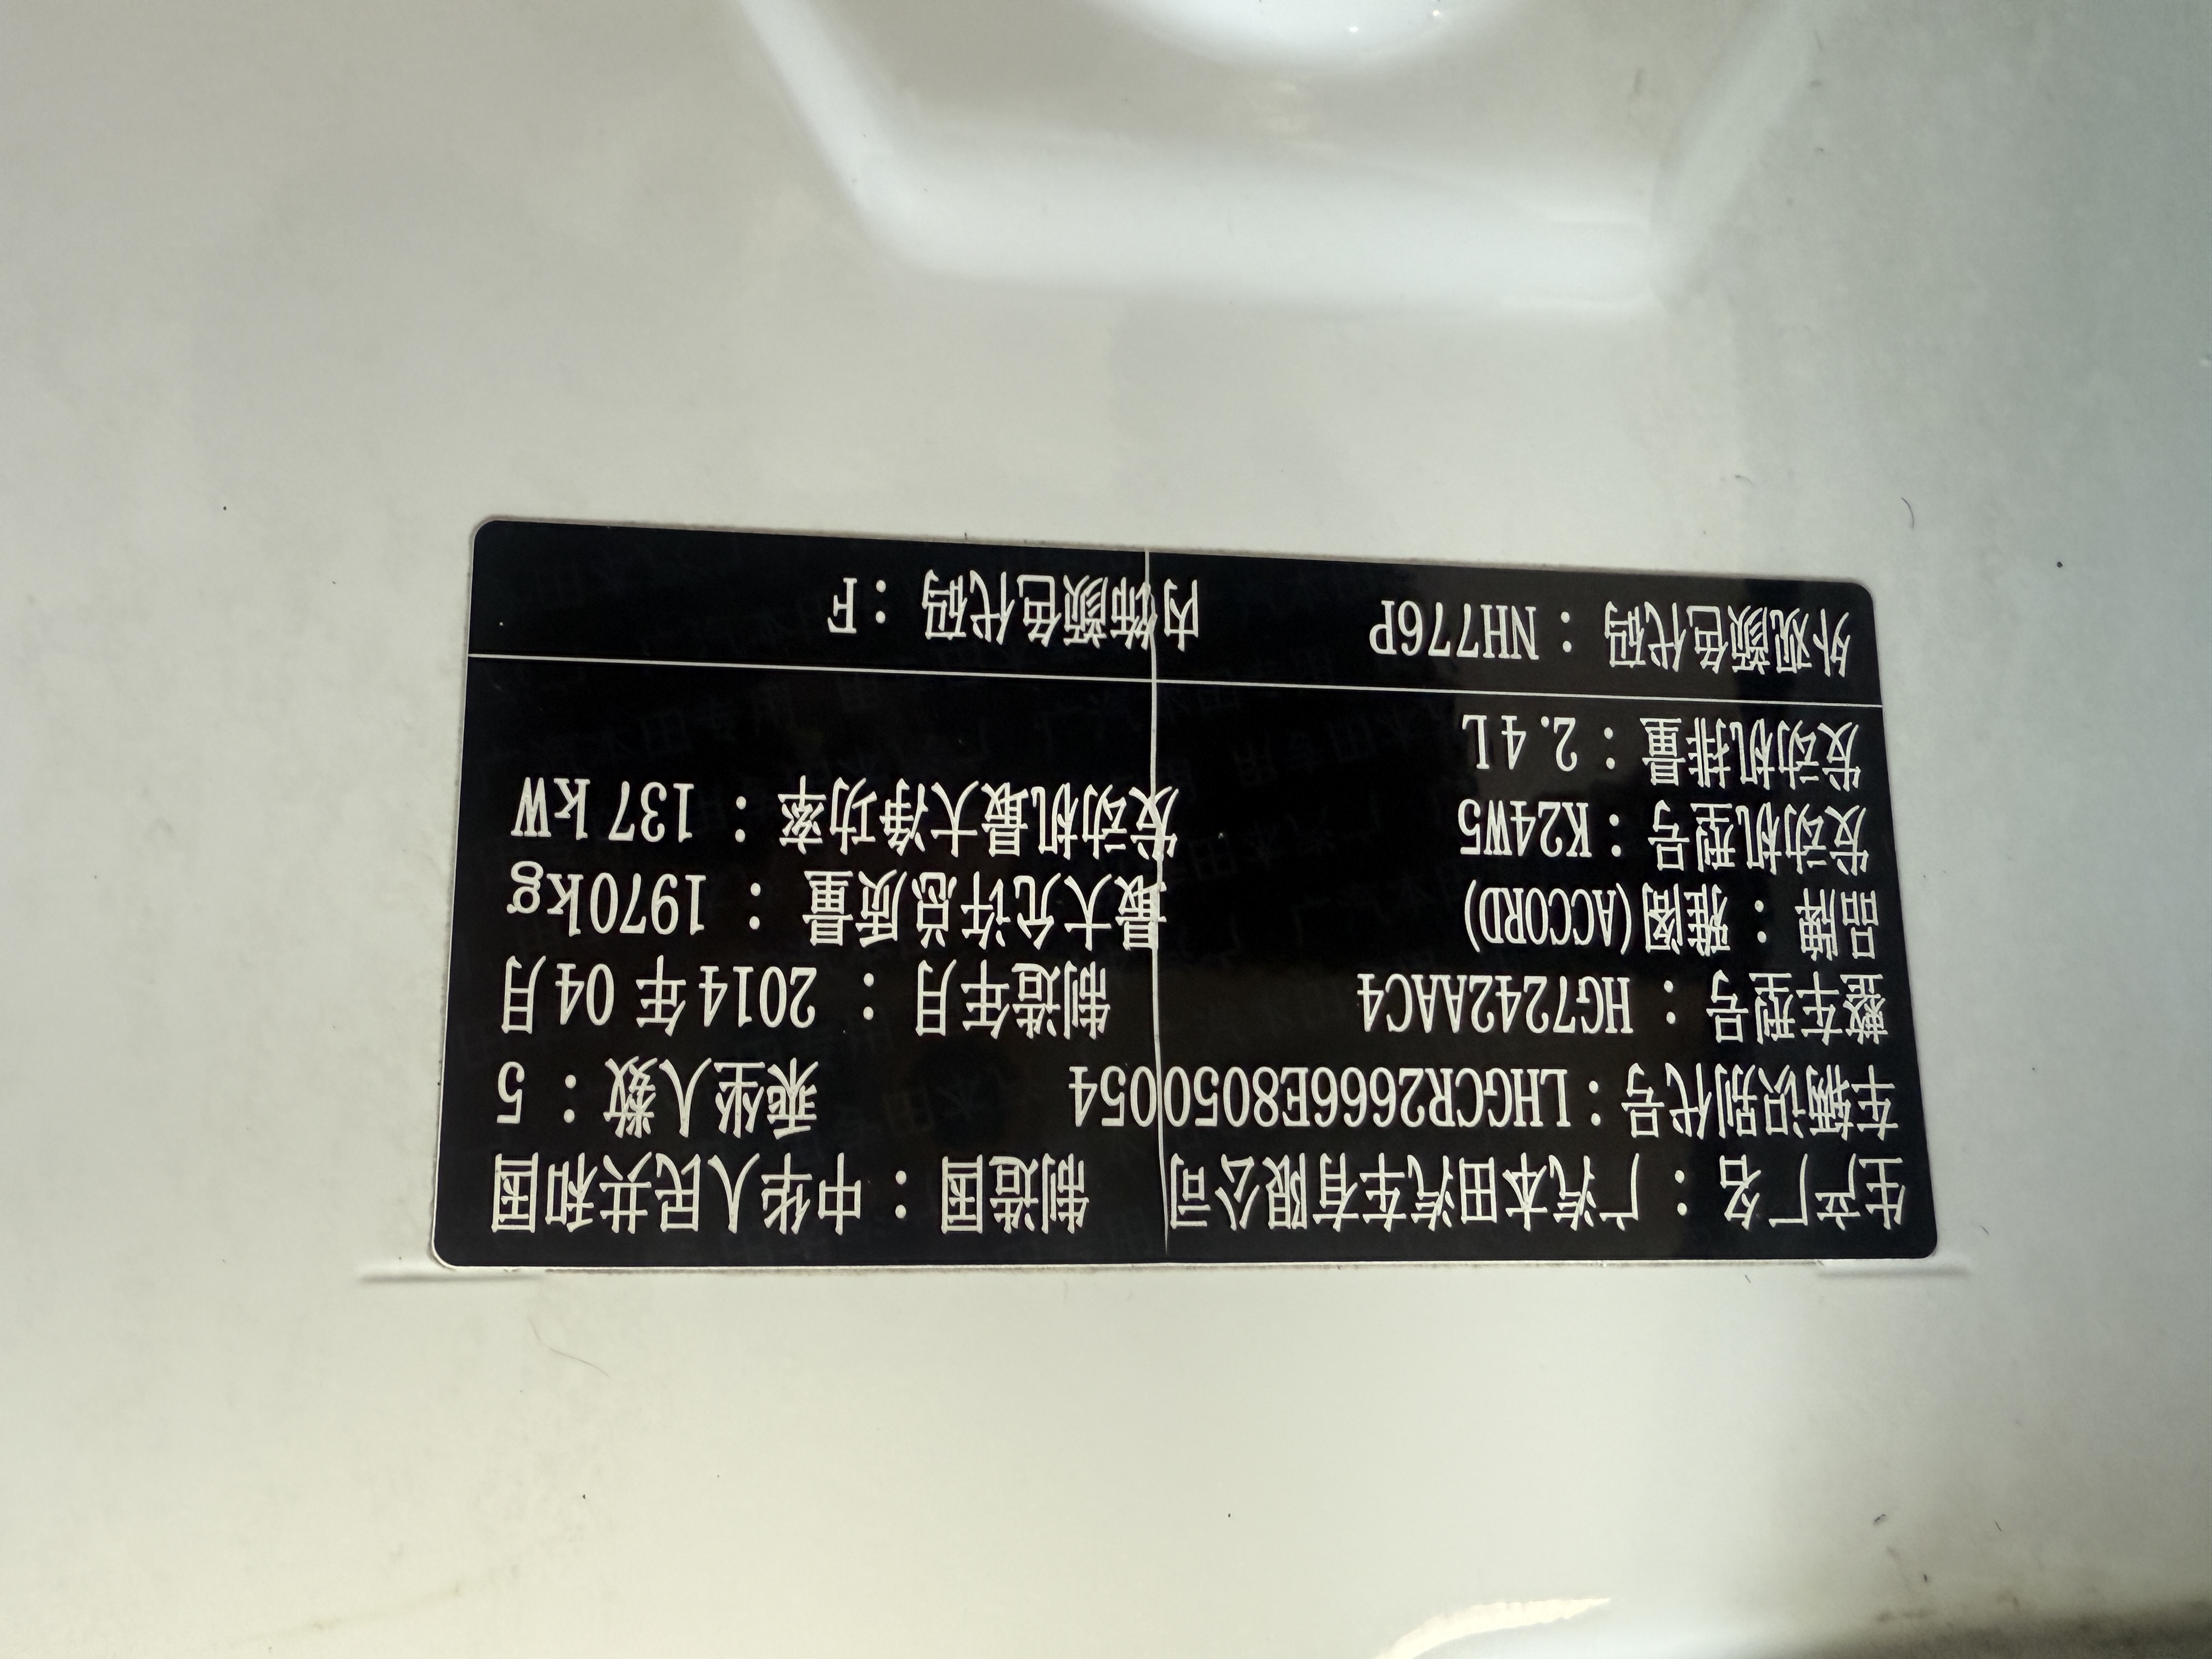 生产厂名：广汽本田汽车有限公司 制造国：中华人民共和国
车辆识别代号：LHGCR2666E8050054 乘坐人数：5
整车型号：HG7242AAC4 制造年月：2014年04月
品牌：雅阁(ACCORD) 最大允许总质量：1970kg
发动机型号：K24W5 发动机最大净功率：137kW
发动机排量：2.4L
外观颜色代码：NH776P 内饰颜色代码：F